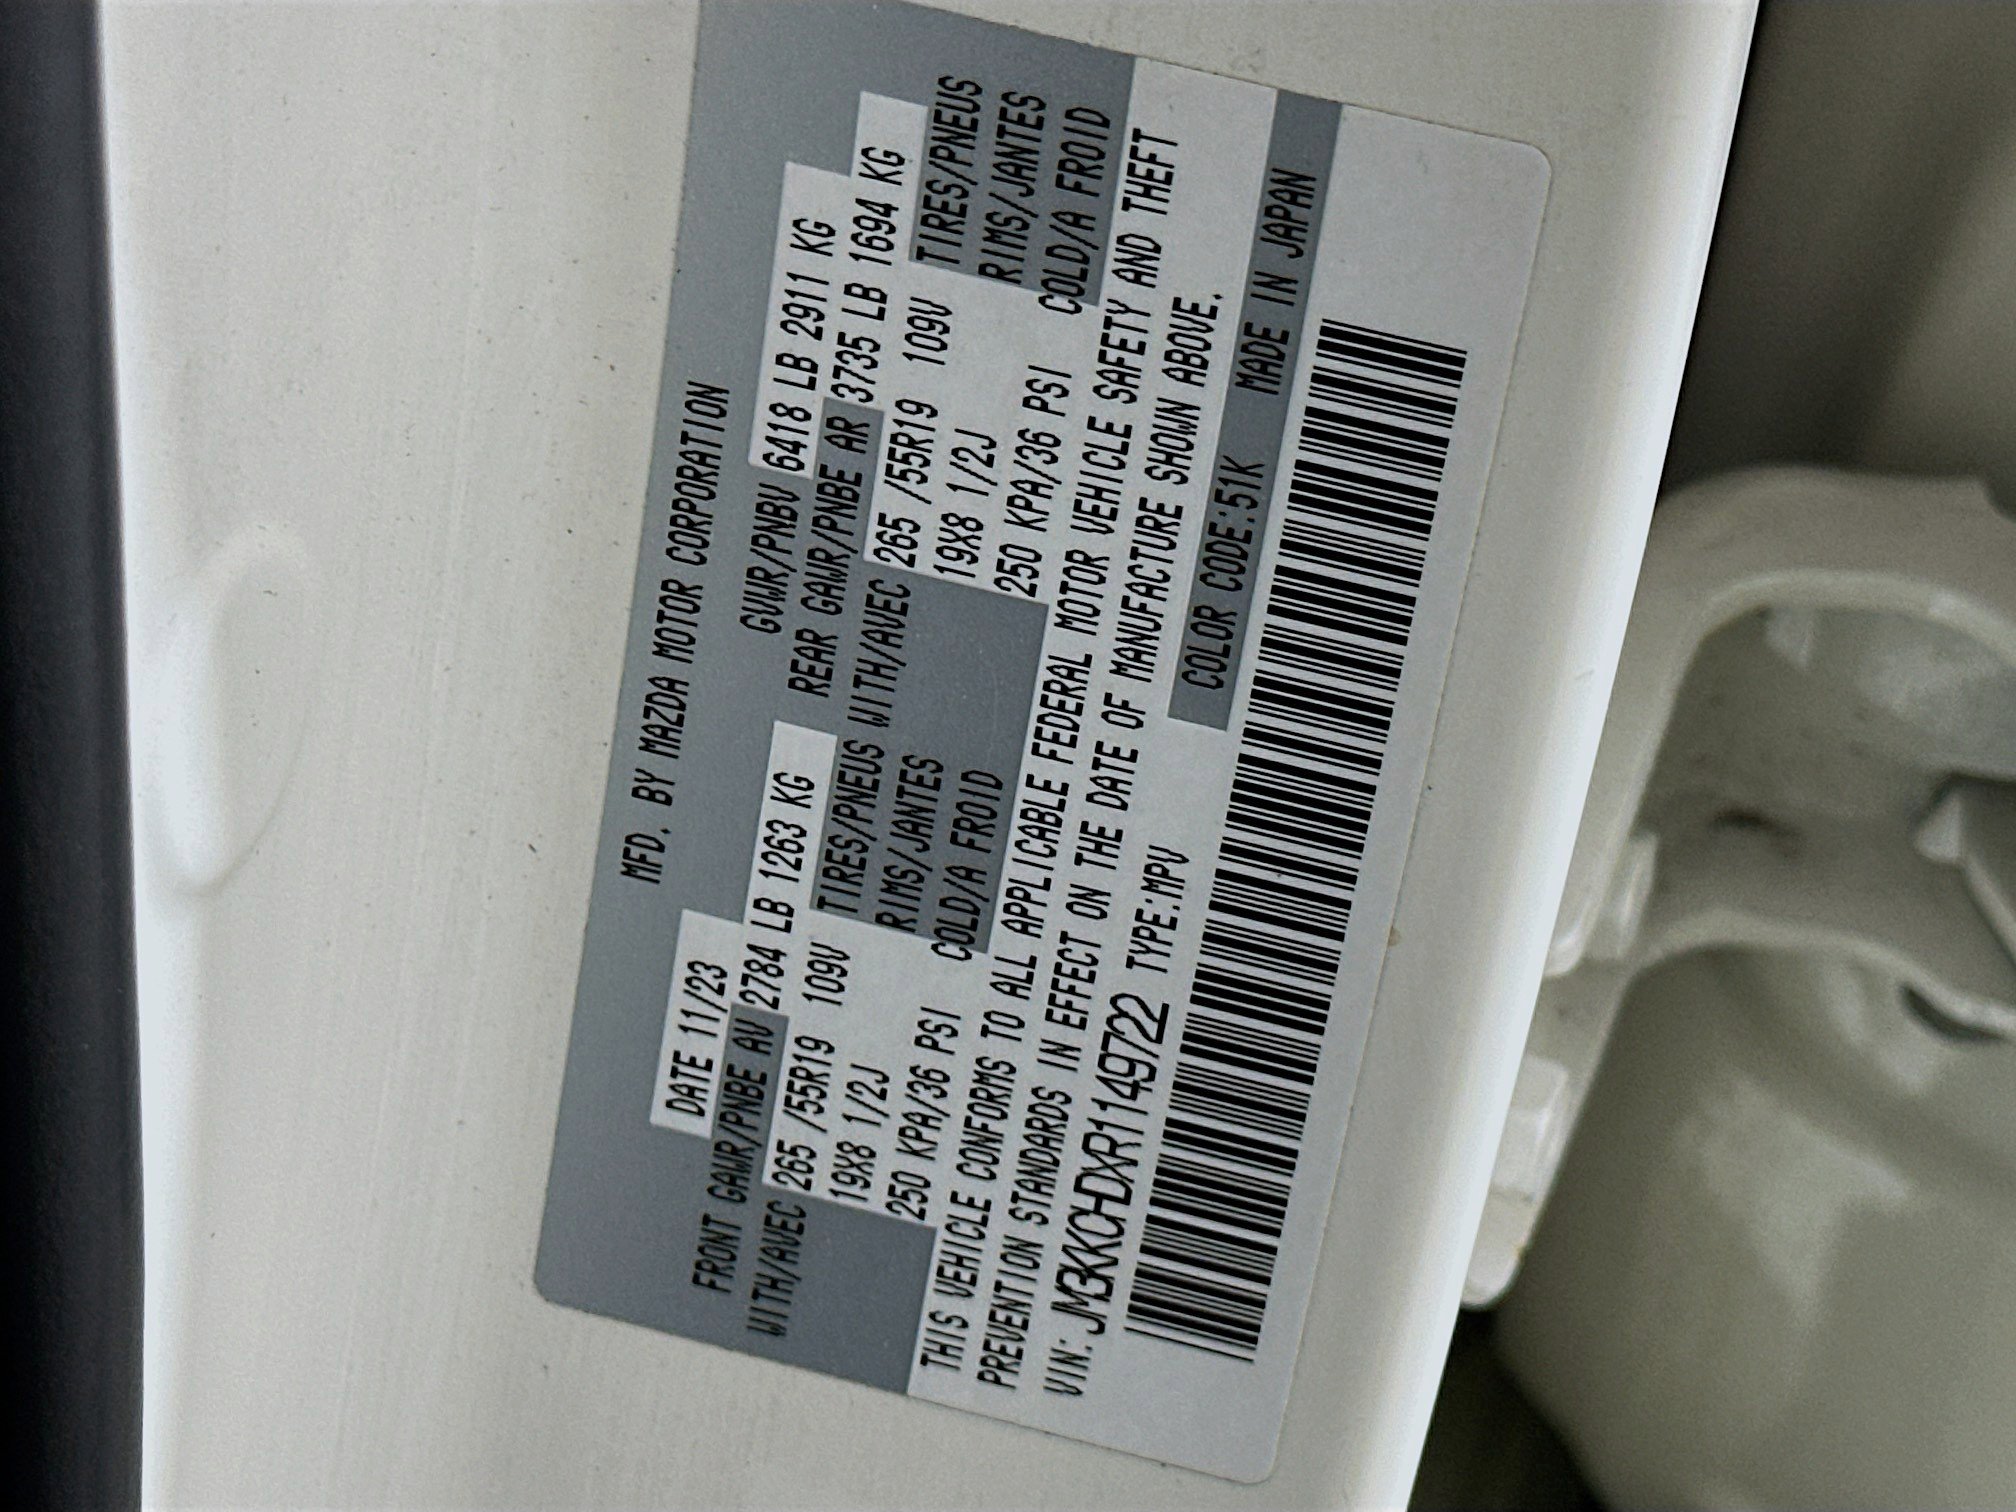 MFD. BY MAZDA MOTOR CORPORATION
DATE 11/23 GVWR/PNBV 6418 LB 2911 KG
FRONT GAWR/PNBE AV 2784 LB 1263 KG REAR GAWR/PNBE AR 3735 LB 1694 KG
WITH/AVEC 265 /55R19 109V TIRES/PNEUS WITH/AVEC 265 /55R19 109V TIRES/PNEUS
19X8 1/2J RIMS/JANTES 19X8 1/2J RIMS/JANTES
250 KPA/36 PSI COLD/A FROID 250 KPA/36 PSI COLD/A FROID
THIS VEHICLE CONFORMS TO ALL APPLICABLE FEDERAL MOTOR VEHICLE SAFETY AND THEFT
PREVENTION STANDARDS IN EFFECT ON THE DATE OF MANUFACTURE SHOWN ABOVE.
VIN: JM3KKCHDXR1149722 TYPE:MPV COLOR CODE:51K MADE IN JAPAN